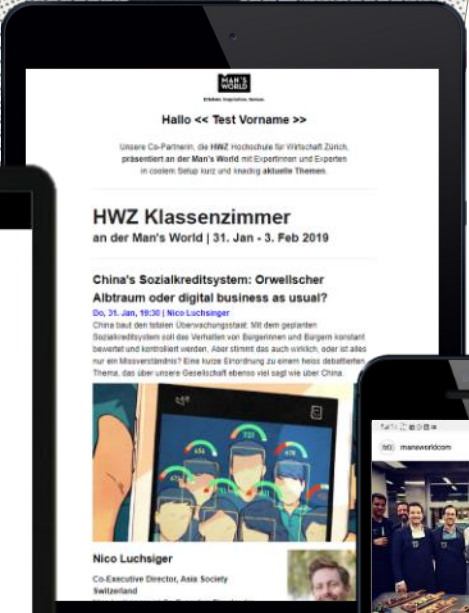 MAN'S
WORLD
Hallo << Test Vorname >>
Unsere Co-Partnerin, die HWZ Hochschule für Wirtschaft Zürich,
präsentiert an der Man's World mit Expertinnen und Experten
in coolem Setup kurz und knackig aktuelle Themen.
HWZ Klassenzimmer
an der Man's World | 31. Jan - 3. Feb 2019
China's Sozialkreditsystem: Orwellscher
Albtraum oder digital business as usual?
Do, 31. Jan, 19:30 | Nico Luchsinger
China baut den totalen Überwachungsstaat: Mit dem geplanten
Sozialkreditsystem soll das Verhalten von Bürgerinnen und Bürgern konstant
bewertet und kontrolliert werden. Aber stimmt das auch wirklich, oder ist alles
nur ein Missverständnis? Eine kurze Einordnung zu einem heiss debattierten
Thema, das über unsere Gesellschaft ebenso viel sagt wie über China.
Nico Luchsiger
Co-Executive Director, Asia Society
Switzerland
mansworldcom